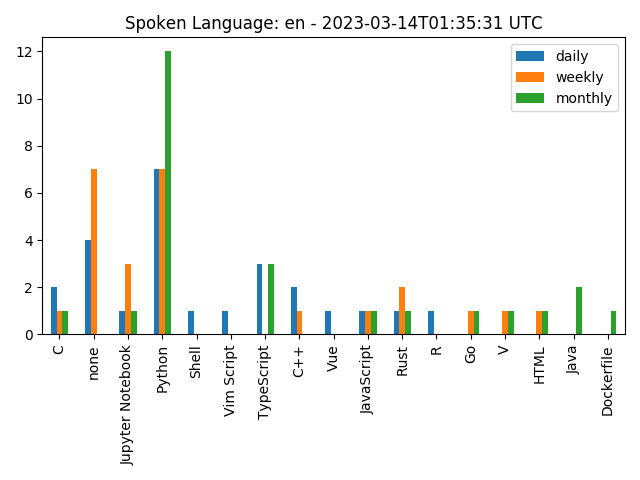 Spoken Language: en - 2023-03-14T01:35:31 UTC
daily
weekly
monthly
12
10
8
6
4
2
0
C
none
Jupyter Notebook
Python
Shell
Vim Script
TypeScript
C++
Vue
JavaScript
Rust
R
Go
V
HTML
Java
Dockerfile